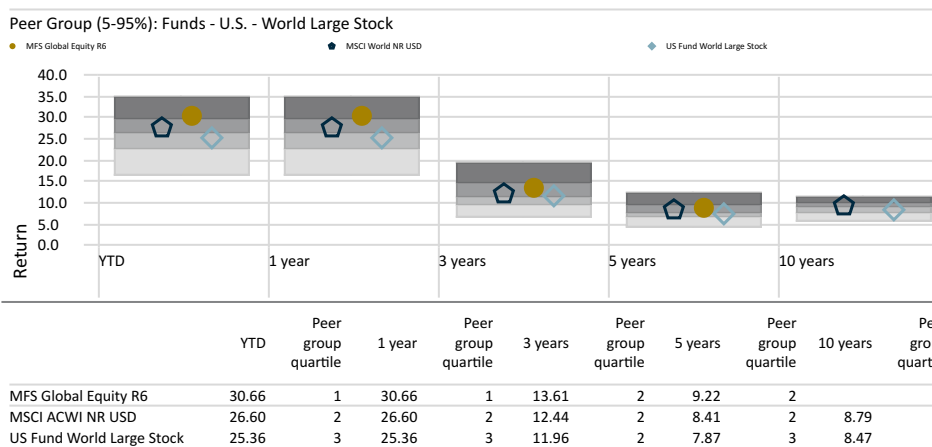 Peer Group (5-95%): Funds - U.S. - World Large Stock
MFS Global Equity R6 MSCI World NR USD US Fund World Large Stock
40.0
35.0
30.0
25.0
20.0
15.0
10.0
5.0
0.0
Return
YTD 1 year 3 years 5 years 10 years
YTD Peer group quartile 1 year Peer group quartile 3 years Peer group quartile 5 years Peer group quartile 10 years
MFS Global Equity R6 30.66 1 30.66 1 13.61 2 9.22 2
MSCI ACWI NR USD 26.60 2 26.60 2 12.44 2 8.41 2 8.79
US Fund World Large Stock 25.36 3 25.36 3 11.96 2 7.87 3 8.47